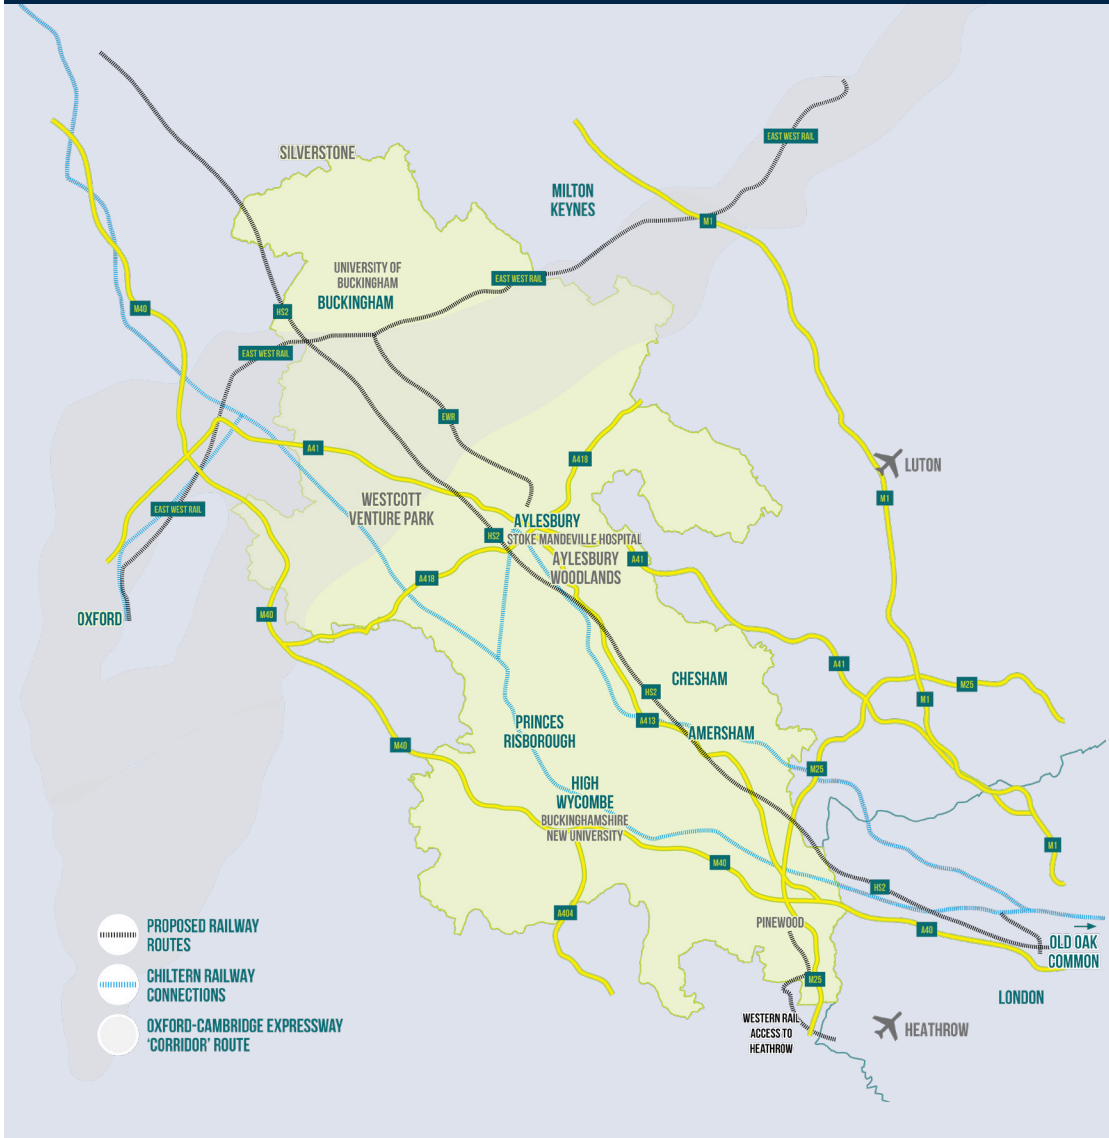 SILVERSTONE
EAST WEST RAIL
MILTON
KEYNES
M1
UNIVERSITY OF
BUCKINGHAM
BUCKINGHAM
EAST WEST RAIL
M40
HS2
EAST WEST RAIL
EWR
A41
A418
LUTON
WESTCOTT
VENTURE PARK
M1
EAST WEST RAIL
AYLESBURY
HS2
STOKE MANDEVILLE HOSPITAL
AYLESBURY
WOODLANDS
A41
A418
OXFORD
M40
A41
CHESHAM
HS2
M25
M1
A413
PRINCES
RISBOROUGH
AMERSHAM
M40
M25
HIGH
WYCOMBE
BUCKINGHAMSHIRE
NEW UNIVERSITY
M1
M40
HS2
A404
PINEWOOD
A40
PROPOSED RAILWAY
ROUTES
OLD OAK
COMMON
CHILTERN RAILWAY
CONNECTIONS
M25
LONDON
OXFORD-CAMBRIDGE EXPRESSWAY
'CORRIDOR' ROUTE
WESTERN RAIL
ACCESS TO
HEATHROW
HEATHROW